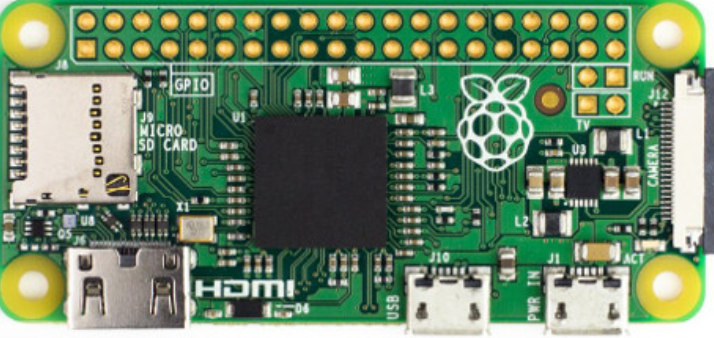 J8
GPIO
RUN
J9
MICRO
SD CARD
U1
L3
J12
TV
L1
U3
CAMERA
X1
U8
Q5
J6
L2
HDMI
D6
USB
J10
PWR IN
J1
ACT